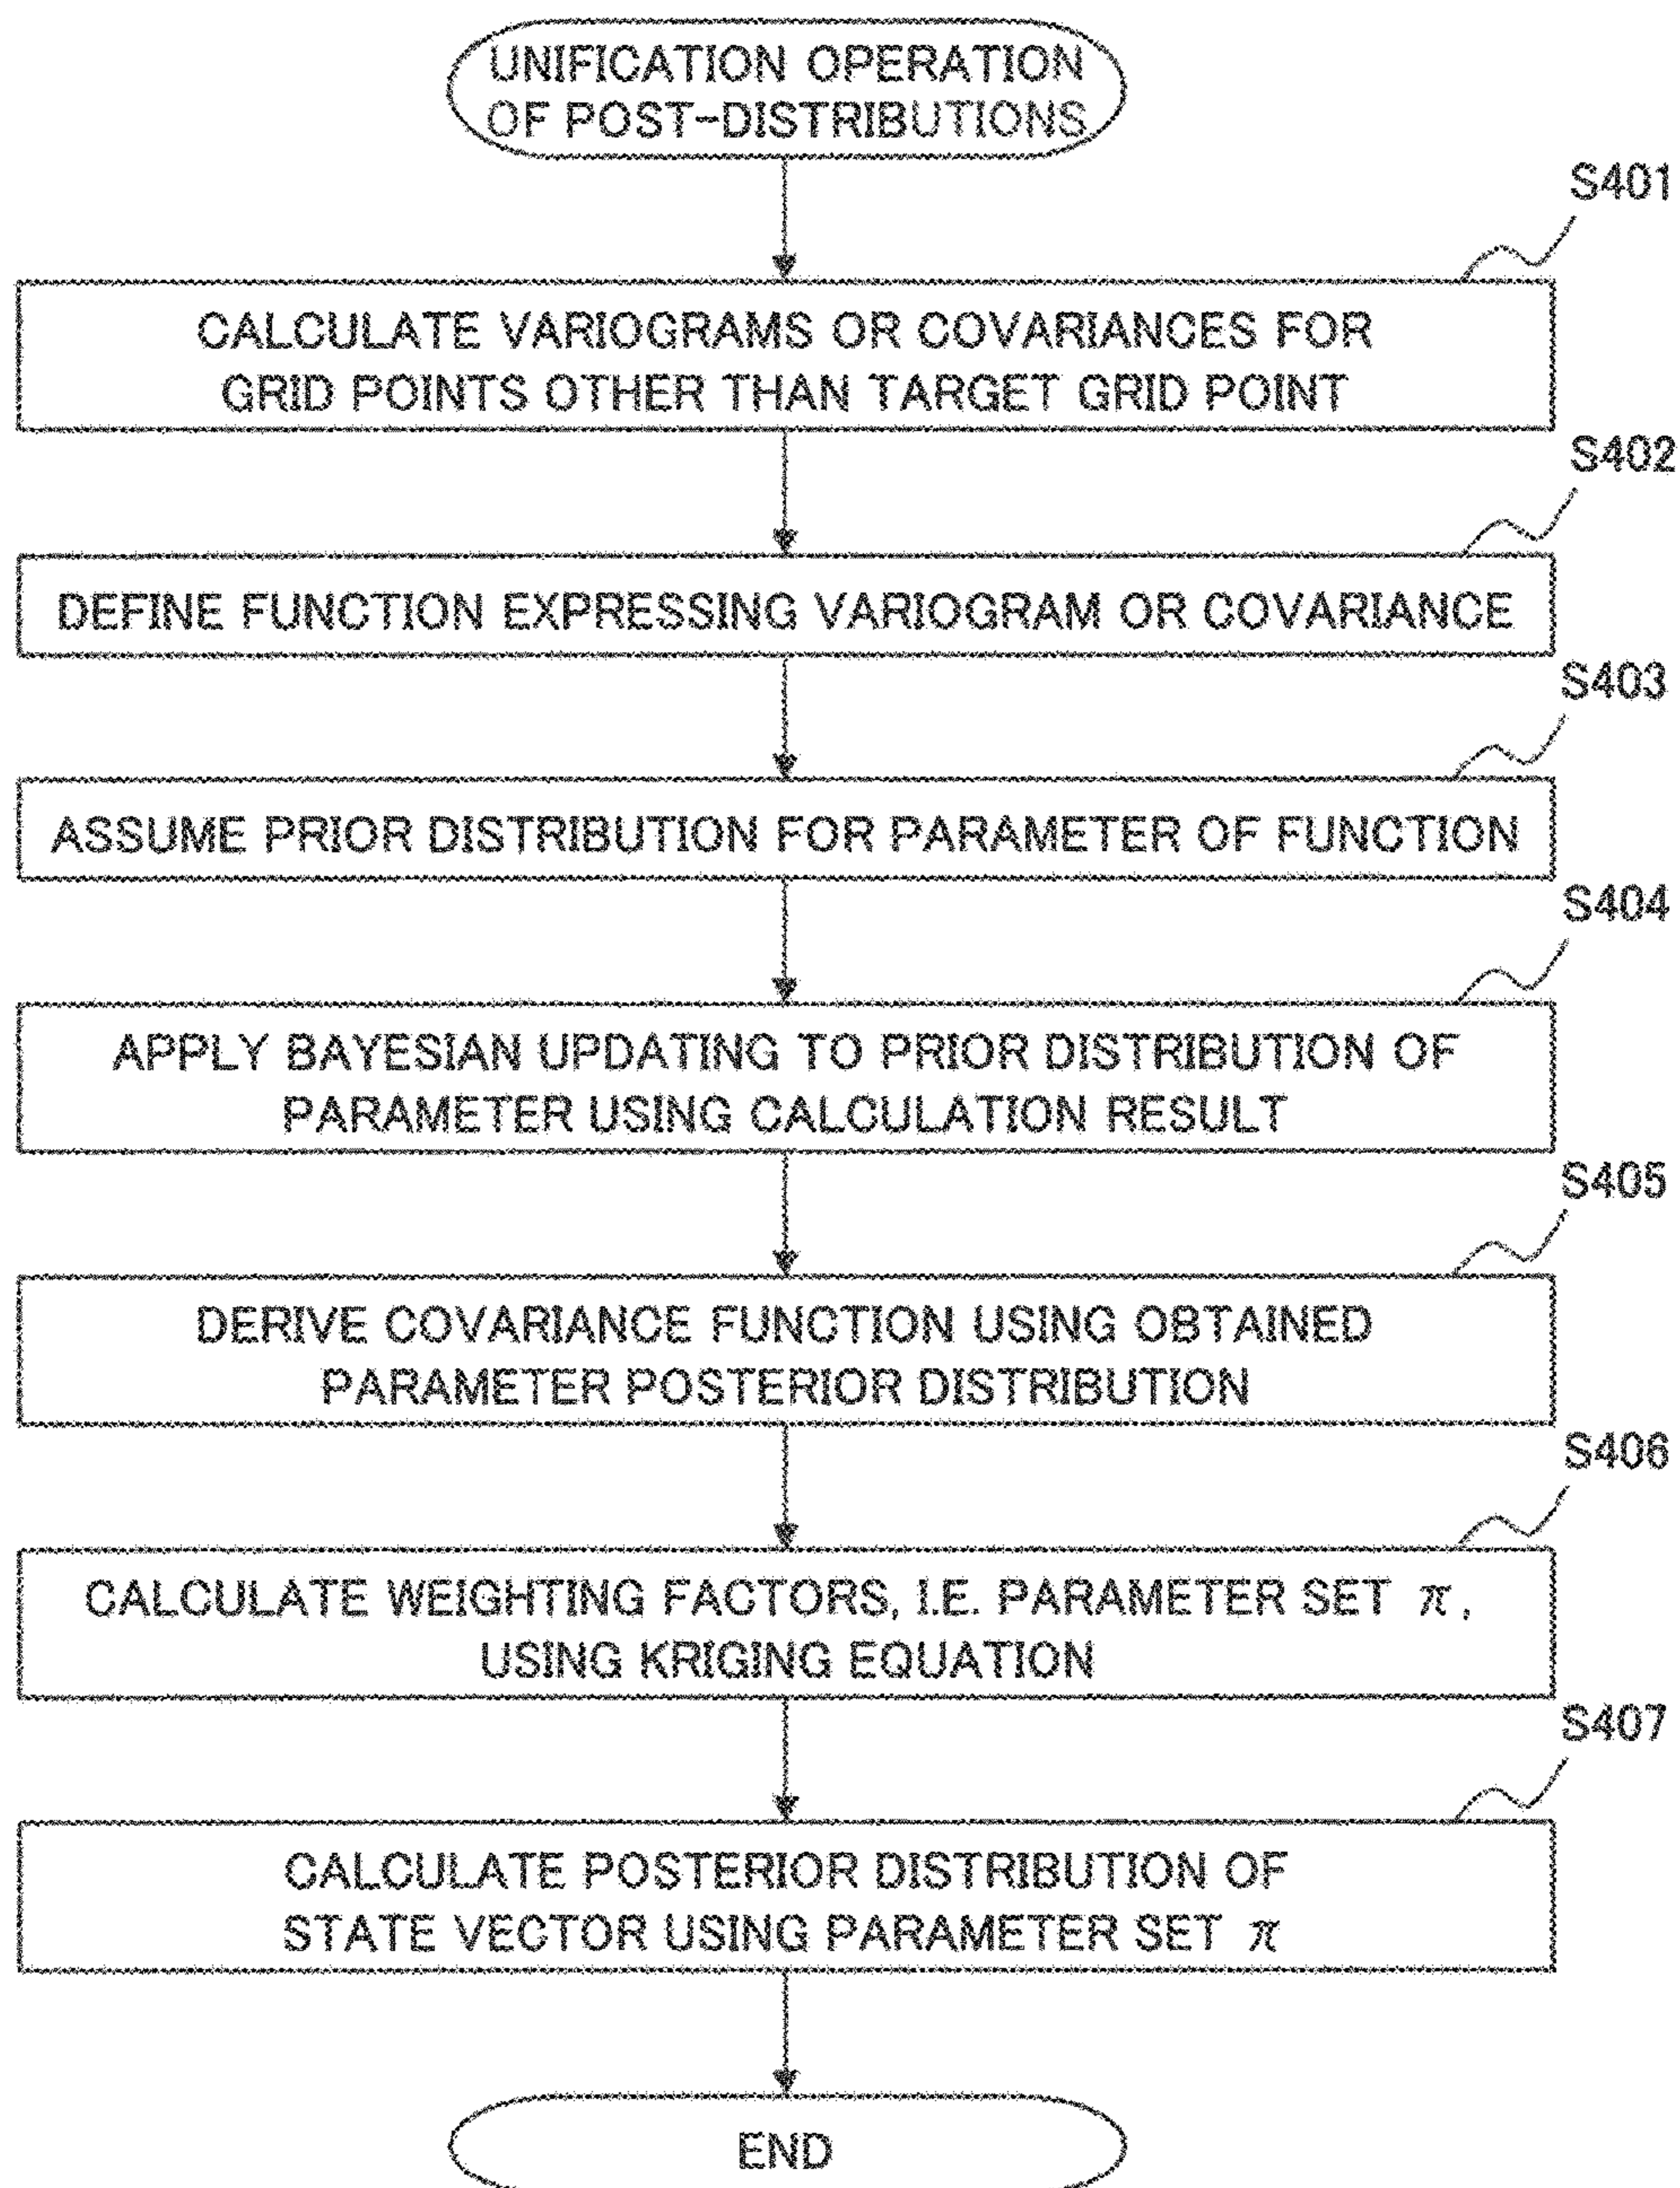 UNIFICATION OPERATION
OF POST-DISTRIBUTIONS
S401
CALCULATE VARIOGRAMS OR COVARIANCES FOR
GRID POINTS OTHER THAN TARGET GRID POINT
S402
DEFINE FUNCTION EXPRESSING VARIOGRAM OR COVARIANCE
S403
ASSUME PRIOR DISTRIBUTION FOR PARAMETER OF FUNCTION
S404
APPLY BAYESIAN UPDATING TO PRIOR DISTRIBUTION OF
PARAMETER USING CALCULATION RESULT
S405
DERIVE COVARIANCE FUNCTION USING OBTAINED
PARAMETER POSTERIOR DISTRIBUTION
S406
CALCULATE WEIGHTING FACTORS, I.E. PARAMETER SET π,
USING KRIGING EQUATION
S407
CALCULATE POSTERIOR DISTRIBUTION OF
STATE VECTOR USING PARAMETER SET π
END